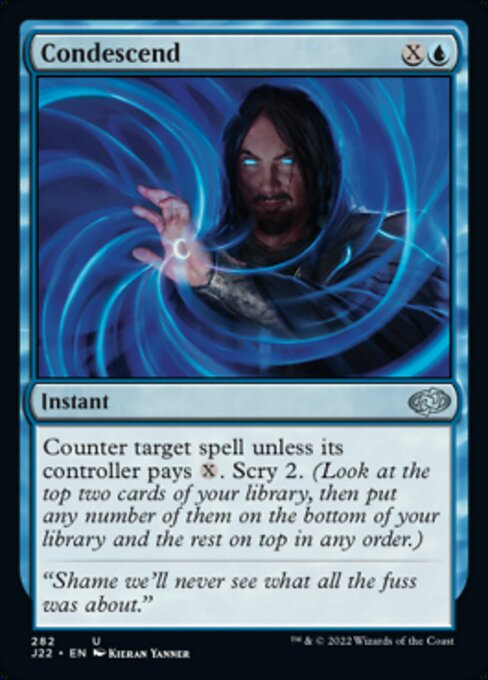 Condescend X
Instant
Counter target spell unless its
controller pays X. Scry 2. (Look at the
top two cards of your library, then put
any number of them on the bottom of your
library and the rest on top in any order.)
“Shame we’ll never see what all the fuss
was about.”
282 U
J22 • EN Kieran Yanner
™ & © 2022 Wizards of the Coast